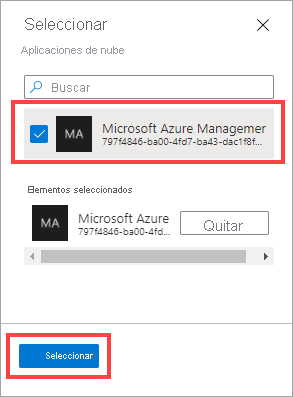 Seleccionar
Aplicaciones de nube
Buscar
MA
Microsoft Azure Managemer
797f4846-ba00-4fd7-ba43-dac1f8f...
Elementos seleccionados
MA
Microsoft Azure
797f4846-ba00-4fd...
Quitar
Seleccionar